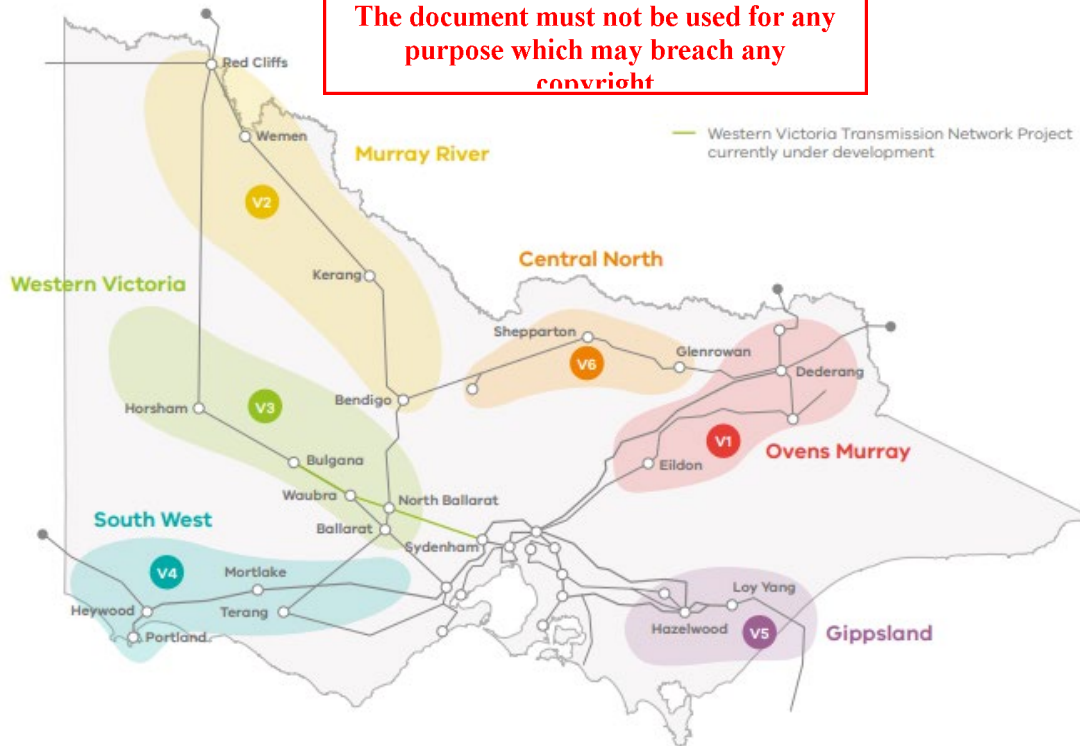 The document must not be used for any
purpose which may breach any
copyright
Red Cliffs
Western Victoria Transmission Network Project
currently under development
Wemen
Murray River
V2
Central North
Kerang
Western Victoria
Shepparton
Glenrowan
V6
Dederang
Bendigo
Horsham
V3
V1
Ovens Murray
Bulgana
Eildon
Waubra
North Ballarat
South West
Ballarat
Sydenham
V4
Mortlake
Loy Yang
Heywood
Terang
Hazelwood
V5
Gippsland
Portland